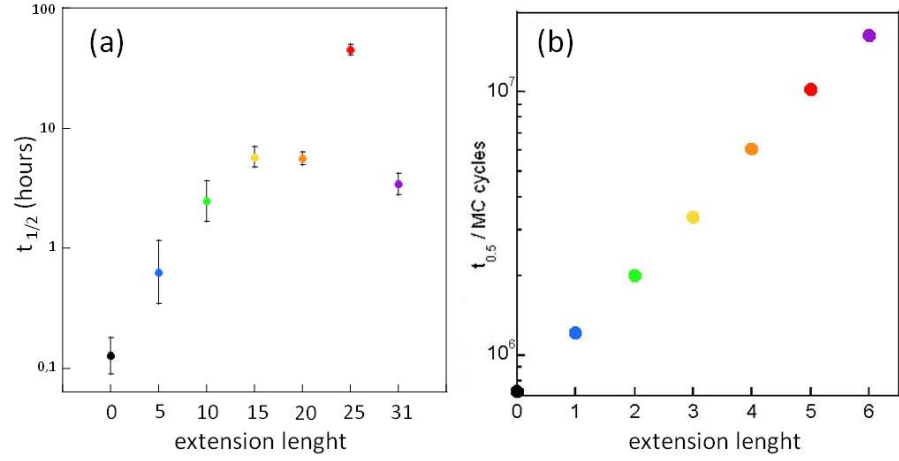 (a)
100
10
1
0,1
t1/2 (hours)
0 5 10 15 20 25 31
extension lenght
(b)
10^7
10^6
t0.5 / MC cycles
0 1 2 3 4 5 6
extension lenght